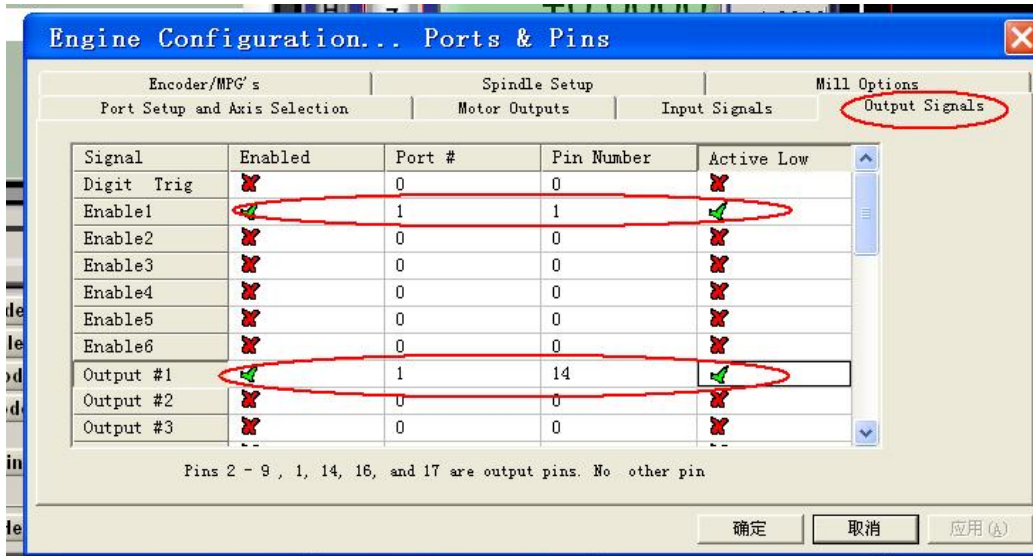 Engine Configuration... Ports & Pins
Encoder/MPG's Spindle Setup Mill Options
Port Setup and Axis Selection Motor Outputs Input Signals Output Signals
Signal Enabled Port # Pin Number Active Low
Digit Trig 0 0
Enable1 1 1
Enable2 0 0
Enable3 0 0
Enable4 0 0
Enable5 0 0
Enable6 0 0
Output #1 1 14
Output #2 0 0
Output #3 0 0
Pins 2 - 9 , 1, 14, 16, and 17 are output pins. No other pin
确定 取消 应用(A)